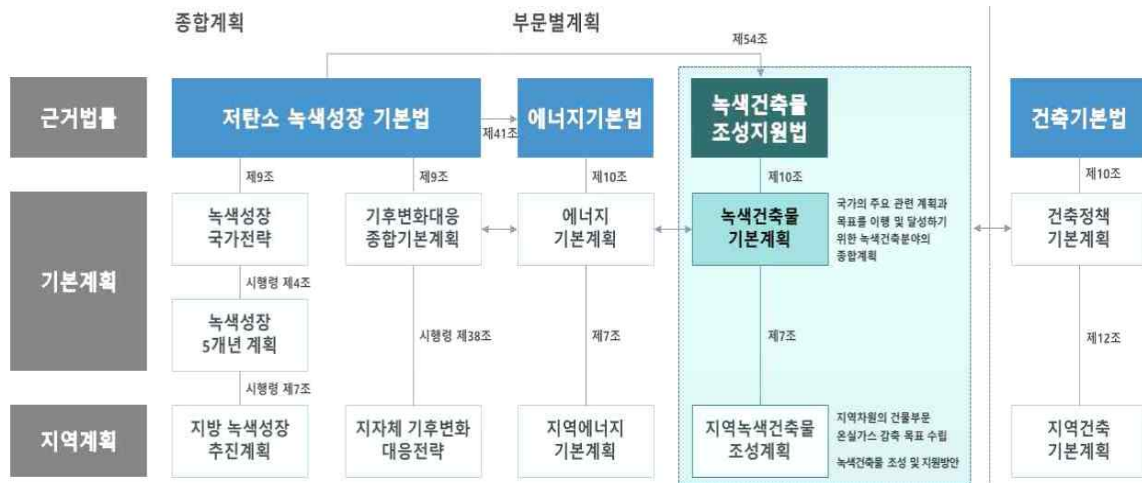 종합계획
부문별계획
제54조
근거법률
저탄소 녹색성장 기본법
제41조
에너지기본법
녹색건축물
조성지원법
건축기본법
제9조
제9조
제10조
제10조
제10조
기본계획
녹색성장
국가전략
기후변화대응
종합기본계획
에너지
기본계획
녹색건축물
기본계획
국가의 주요 관련 계획과
목표를 이행 및 달성하기
위한 녹색건축분야의
종합계획
건축정책
기본계획
시행령 제4조
녹색성장
5개년 계획
시행령 제38조
제7조
제7조
제12조
시행령 제7조
지역계획
지방 녹색성장
추진계획
지자체 기후변화
대응전략
지역에너지
기본계획
지역녹색건축물
조성계획
지역차원의 건물부문
온실가스 감축 목표 수립
녹색건축물 조성 및 지원방안
지역건축
기본계획